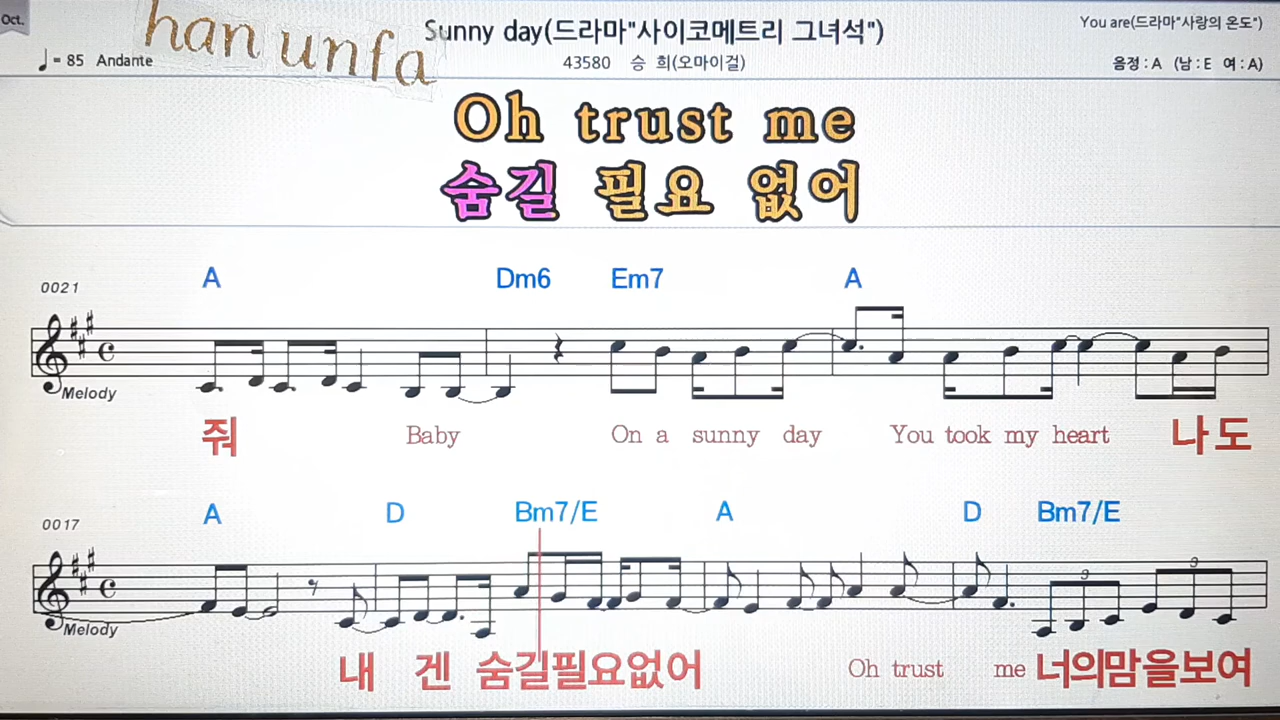 Oct.
han unfa
Sunny day(드라마"사이코메트리 그녀석")
You are(드라마"사랑의 온도")
♩= 85 Andante
43580 승 희(오마이걸)
음정 : A (남 : E 여 : A)
Oh trust me
숨길 필요 없어
0021
A Dm6 Em7 A
Melody
줘 Baby On a sunny day You took my heart 나도
0017
A D Bm7/E A D Bm7/E
3 3
Melody
내 겐 숨길필요없어 Oh trust me 너의맘을보여